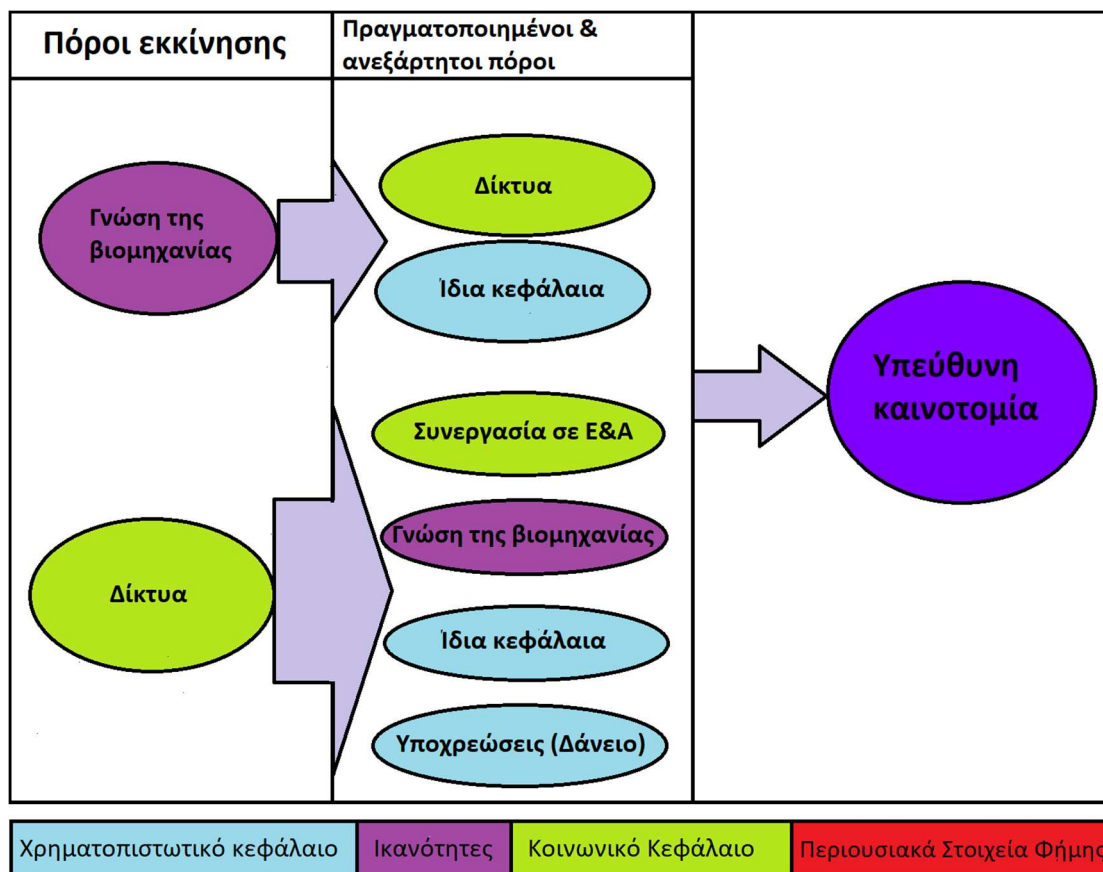 Πόροι εκκίνησης
Πραγματοποιημένοι &
ανεξάρτητοι πόροι
Γνώση της
βιομηχανίας
Δίκτυα
Ίδια κεφάλαια
Συνεργασία σε Ε&Α
Γνώση της βιομηχανίας
Δίκτυα
Ίδια κεφάλαια
Υποχρεώσεις (Δάνειο)
Υπεύθυνη
καινοτομία
Χρηματοπιστωτικό κεφάλαιο
Ικανότητες
Κοινωνικό Κεφάλαιο
Περιουσιακά Στοιχεία Φήμης